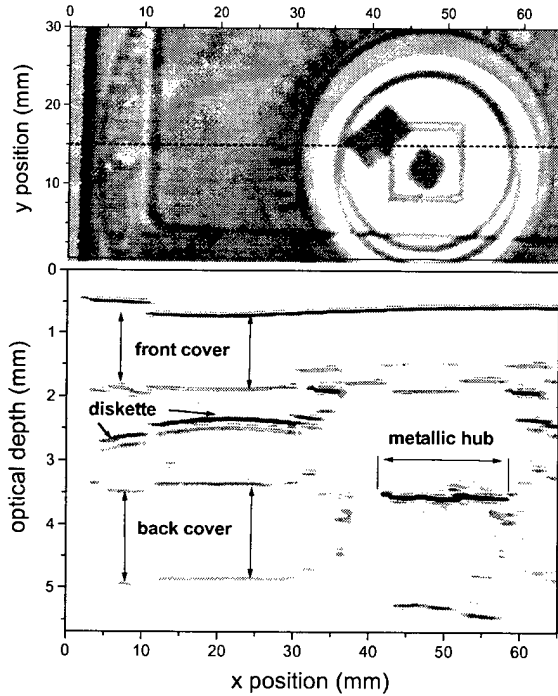 0 10 20 30 40 50 60
30
20
10
y position (mm)
0
1
2
3
4
5
optical depth (mm)
front cover
diskette
metallic hub
back cover
0 10 20 30 40 50 60
x position (mm)